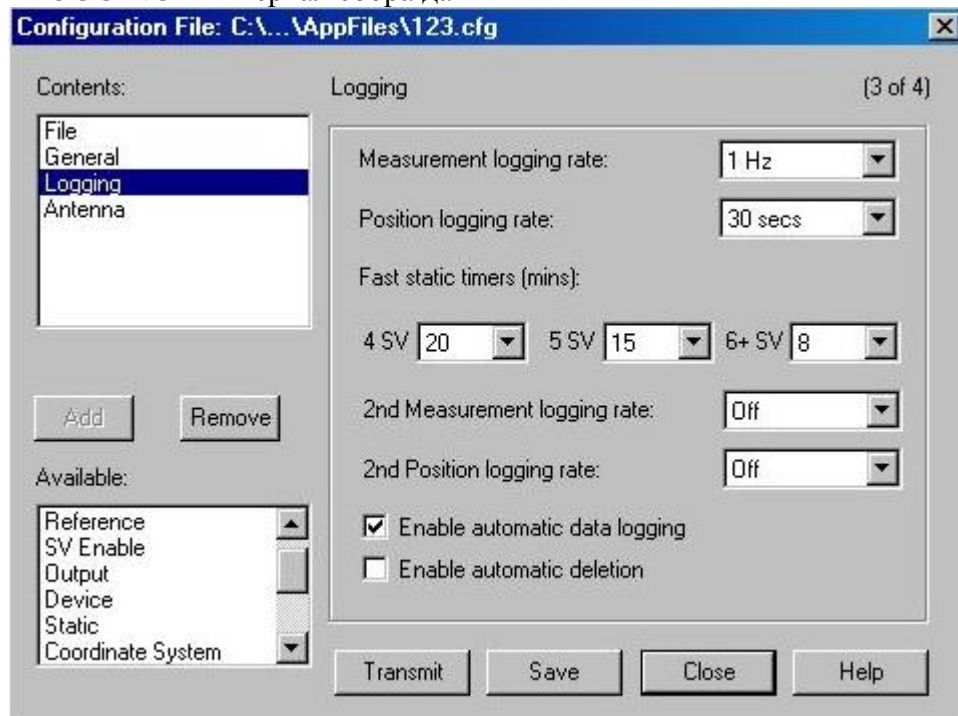 Configuration File: C:\...\AppFiles\123.cfg
Contents:
File
General
Logging
Antenna
Add
Remove
Available:
Reference
SV Enable
Output
Device
Static
Coordinate System
Logging
(3 of 4)
Measurement logging rate: 1 Hz
Position logging rate: 30 secs
Fast static timers (mins):
4 SV 20 5 SV 15 6+ SV 8
2nd Measurement logging rate: Off
2nd Position logging rate: Off
Enable automatic data logging
Enable automatic deletion
Transmit Save Close Help